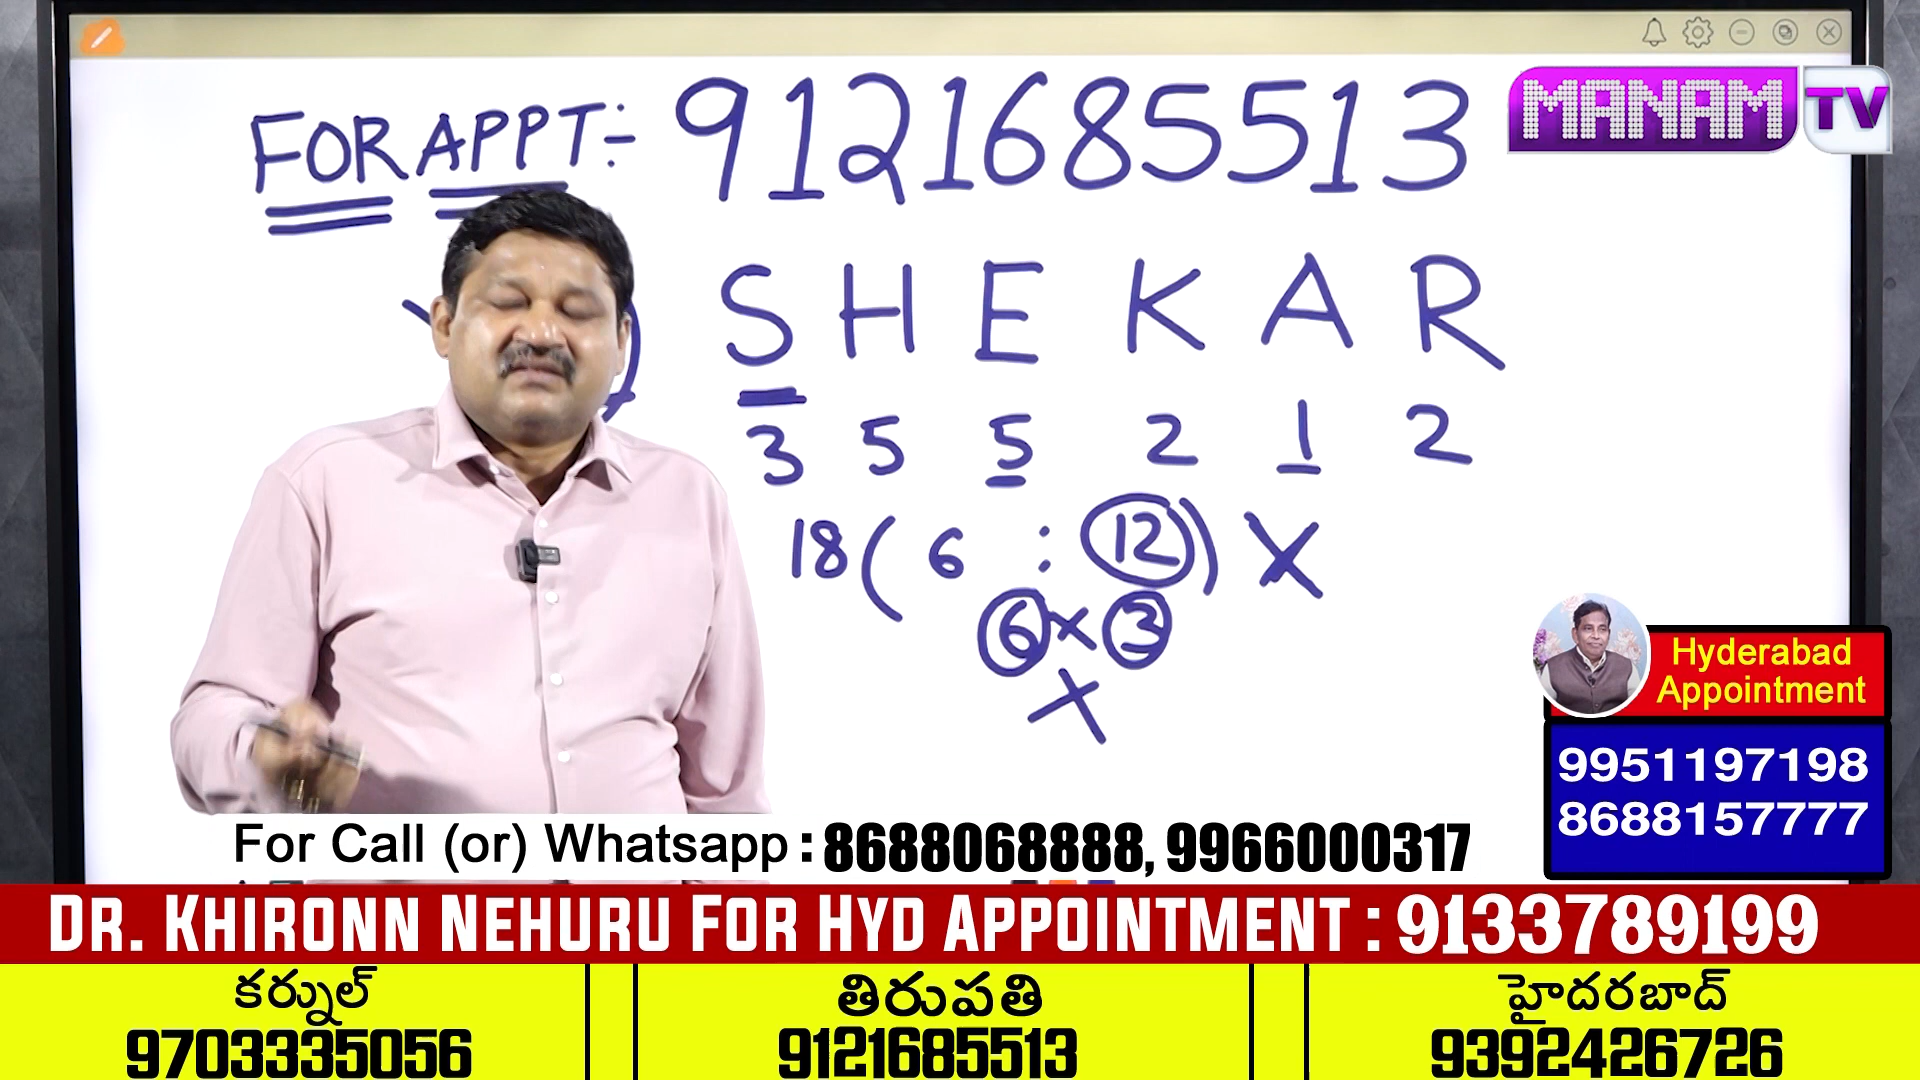 FOR APPT:- 9121685513
MANAM TV
SHEKAR
3 5 5 2 1 2
18 ( 6 : 12 ) X
6 x 3
X
Hyderabad
Appointment
9951197198
8688157777
For Call (or) Whatsapp : 8688068888, 9966000317
DR. KHIRONN NEHURU FOR HYD APPOINTMENT : 9133789199
కర్నుల్
9703335056
తిరుపతి
9121685513
హైదరబాద్
9392426726